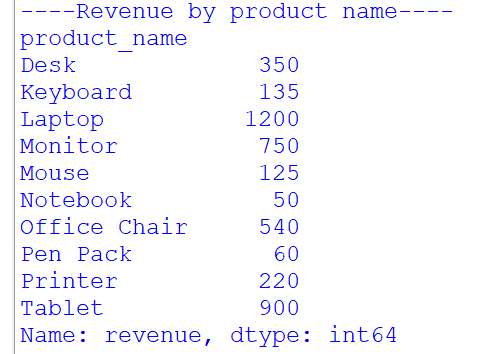 ----Revenue by product name----
product_name
Desk             350
Keyboard         135
Laptop          1200
Monitor          750
Mouse            125
Notebook          50
Office Chair     540
Pen Pack          60
Printer          220
Tablet           900
Name: revenue, dtype: int64